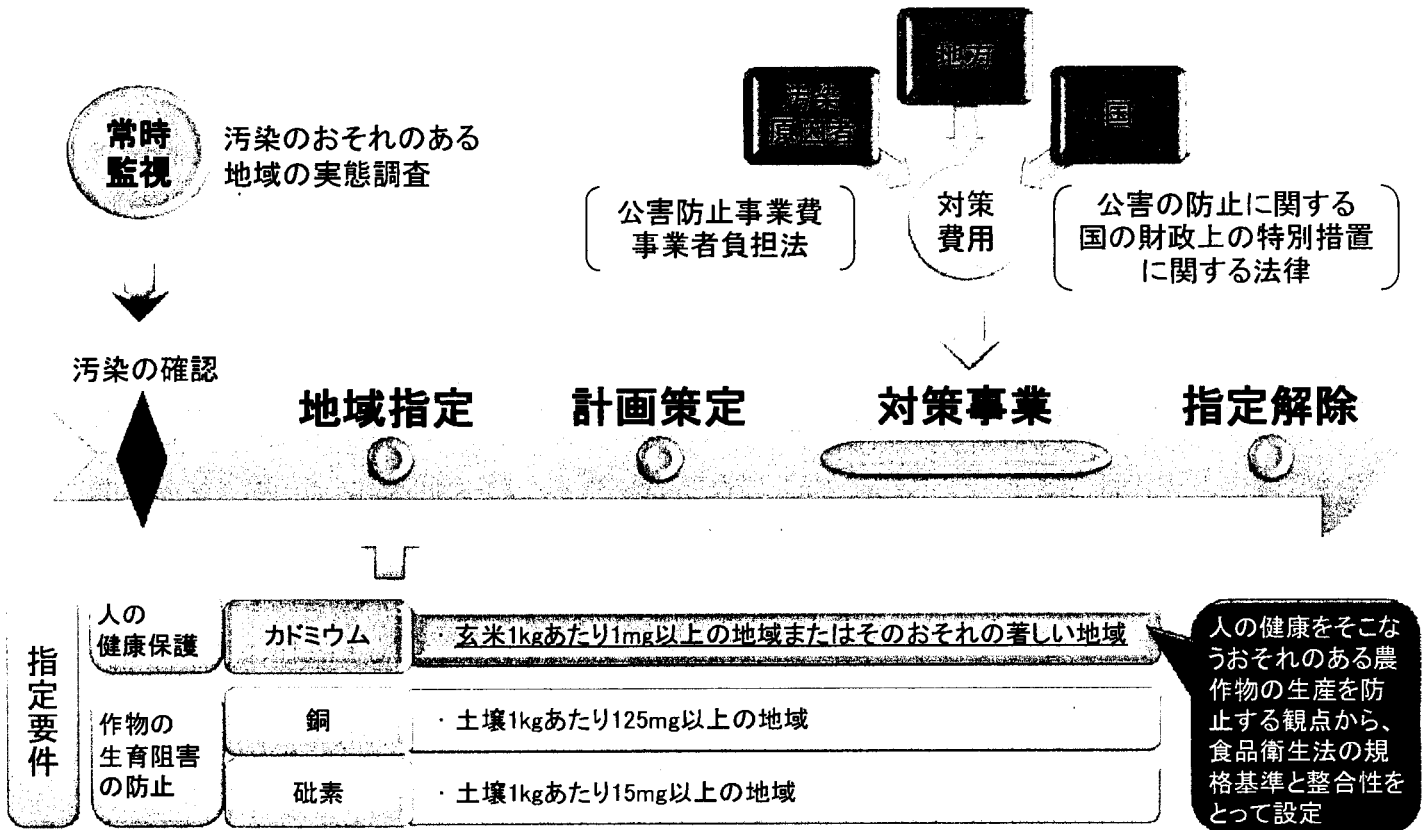 常時
監視
汚染のおそれのある
地域の実態調査
汚染の確認
地方
汚染
原因者
国
公害防止事業費
事業者負担法
対策
費用
公害の防止に関する
国の財政上の特別措置
に関する法律
地域指定
計画策定
対策事業
指定解除
指定要件
人の
健康保護
カドミウム
・玄米1kgあたり1mg以上の地域またはそのおそれの著しい地域
作物の
生育阻害
の防止
銅
・土壌1kgあたり125mg以上の地域
砒素
・土壌1kgあたり15mg以上の地域
人の健康をそこな
うおそれのある農
作物の生産を防
止する観点から、
食品衛生法の規
格基準と整合性を
とって設定